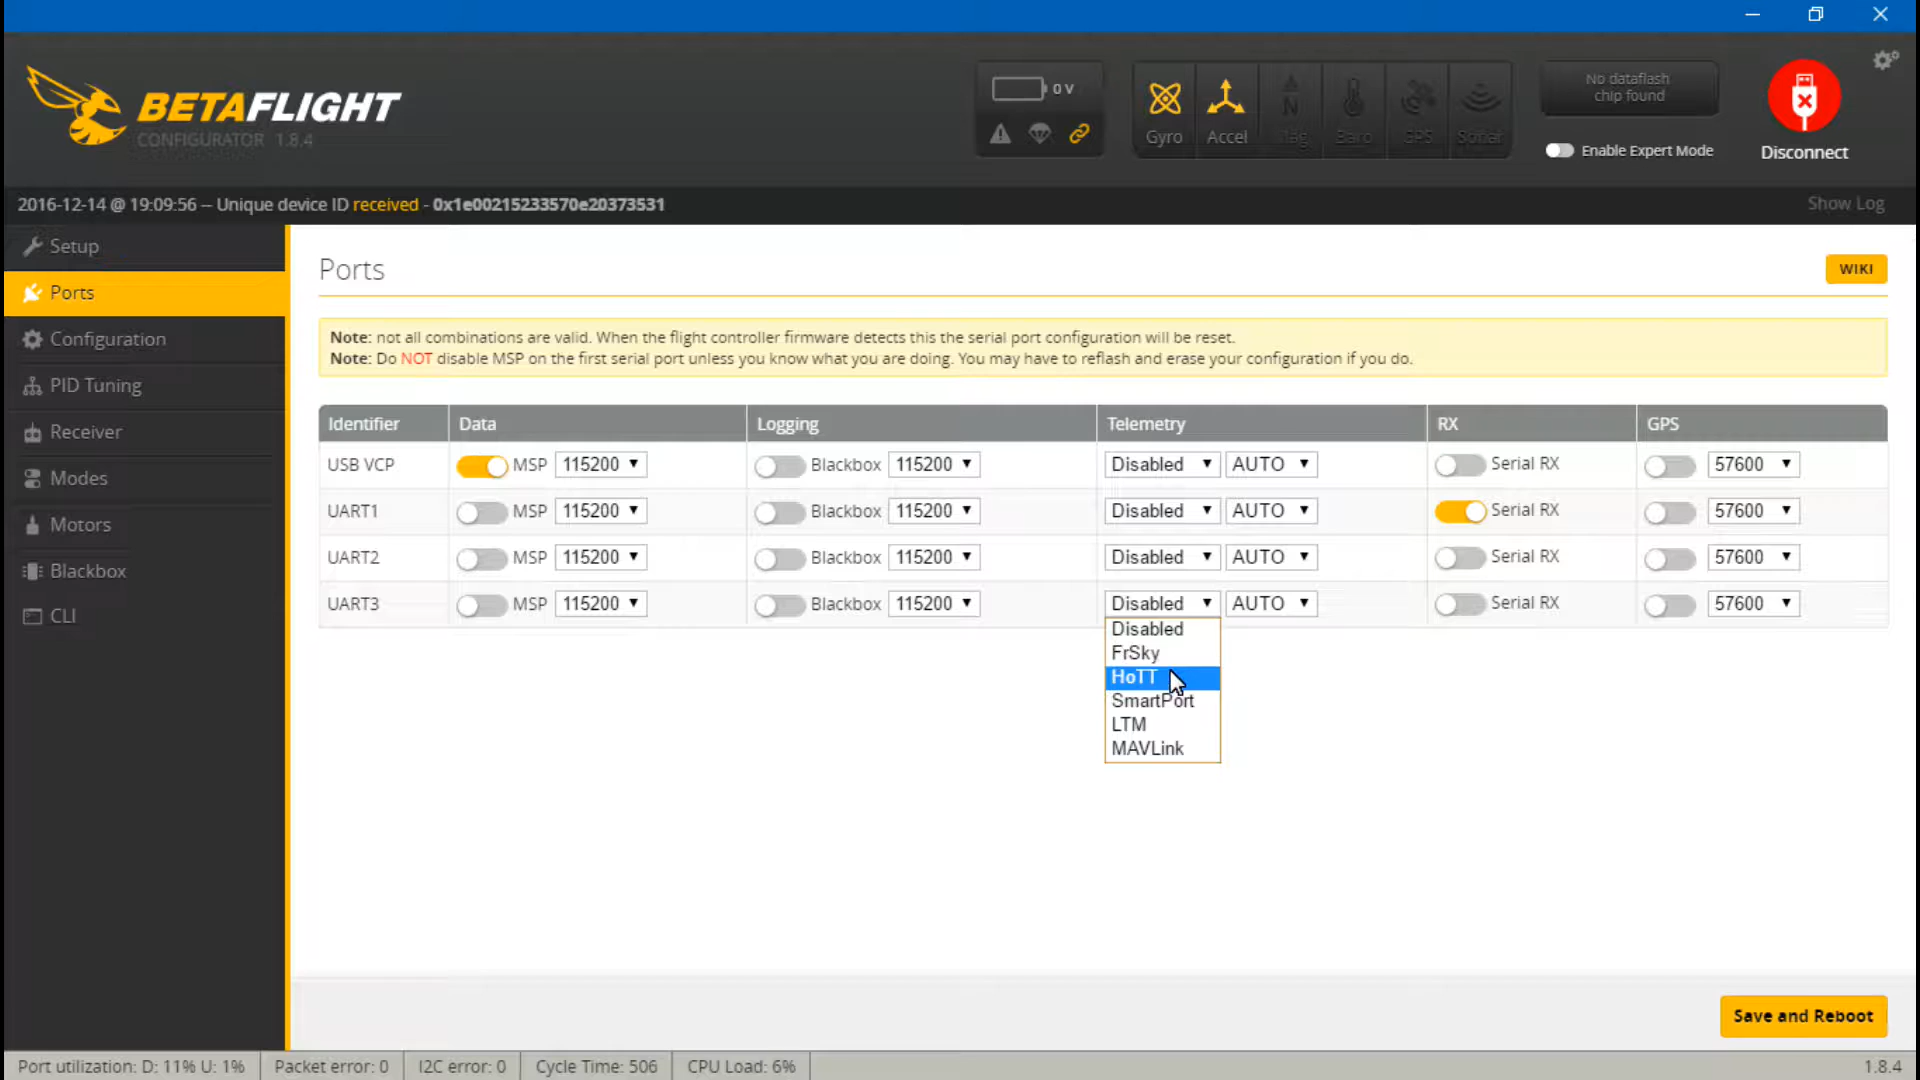 BETAFLIGHT
CONFIGURATOR 1.8.4
0 V
Gyro
Accel
Mag
Baro
GPS
Sonar
No dataflash
chip found
Enable Expert Mode
Disconnect
2016-12-14 @ 19:09:56 -- Unique device ID received - 0x1e00215233570e20373531
Show Log
Setup
Ports
Configuration
PID Tuning
Receiver
Modes
Motors
Blackbox
CLI
Ports
WIKI
Note: not all combinations are valid. When the flight controller firmware detects this the serial port configuration will be reset.
Note: Do NOT disable MSP on the first serial port unless you know what you are doing. You may have to reflash and erase your configuration if you do.
Identifier Data Logging Telemetry RX GPS
USB VCP MSP 115200 Blackbox 115200 Disabled AUTO Serial RX 57600
UART1 MSP 115200 Blackbox 115200 Disabled AUTO Serial RX 57600
UART2 MSP 115200 Blackbox 115200 Disabled AUTO Serial RX 57600
UART3 MSP 115200 Blackbox 115200 Disabled AUTO Serial RX 57600
Disabled
FrSky
HoTT
SmartPort
LTM
MAVLink
Save and Reboot
Port utilization: D: 11% U: 1% Packet error: 0 I2C error: 0 Cycle Time: 506 CPU Load: 6% 1.8.4